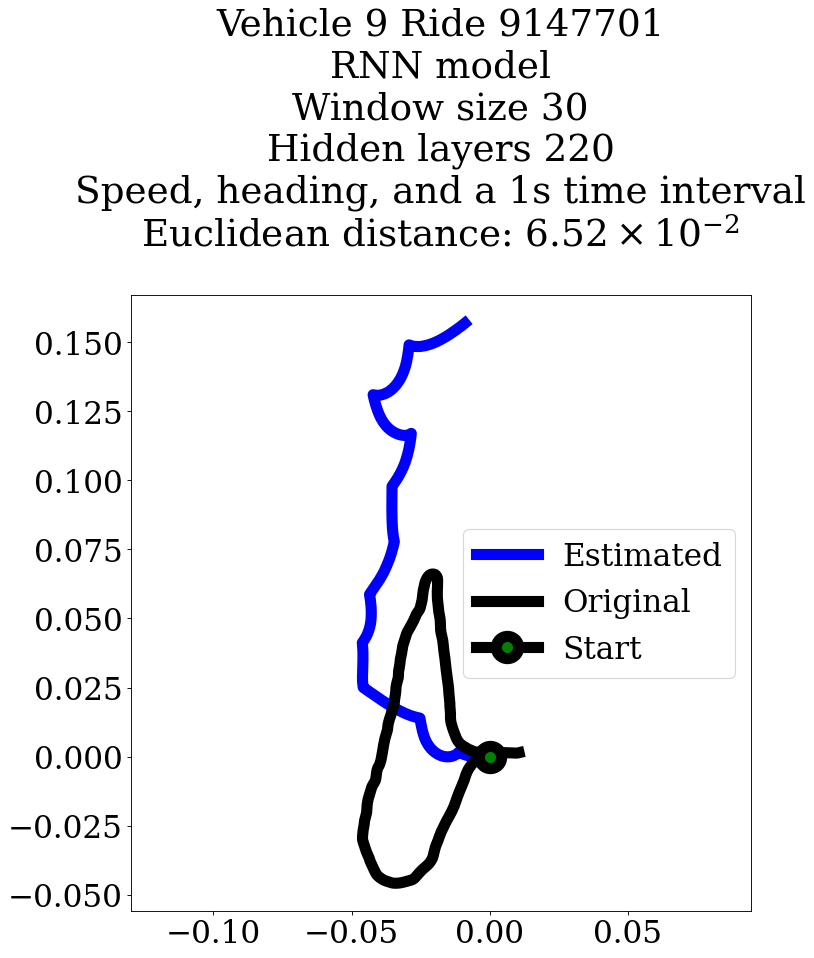 Vehicle 9 Ride 9147701
RNN model
Window size 30
Hidden layers 220
Speed, heading, and a 1s time interval
Euclidean distance: 6.52 × 10⁻²
0.150
0.125
0.100
0.075
0.050
0.025
0.000
−0.025
−0.050
Estimated
Original
Start
−0.10
−0.05
0.00
0.05